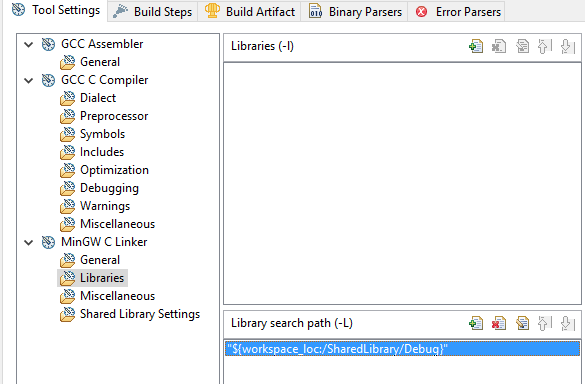 Tool Settings Build Steps Build Artifact Binary Parsers Error Parsers
GCC Assembler
General
GCC C Compiler
Dialect
Preprocessor
Symbols
Includes
Optimization
Debugging
Warnings
Miscellaneous
MinGW C Linker
General
Libraries
Miscellaneous
Shared Library Settings
Libraries (-l)
Library search path (-L)
"${workspace_loc:/SharedLibrary/Debug}"